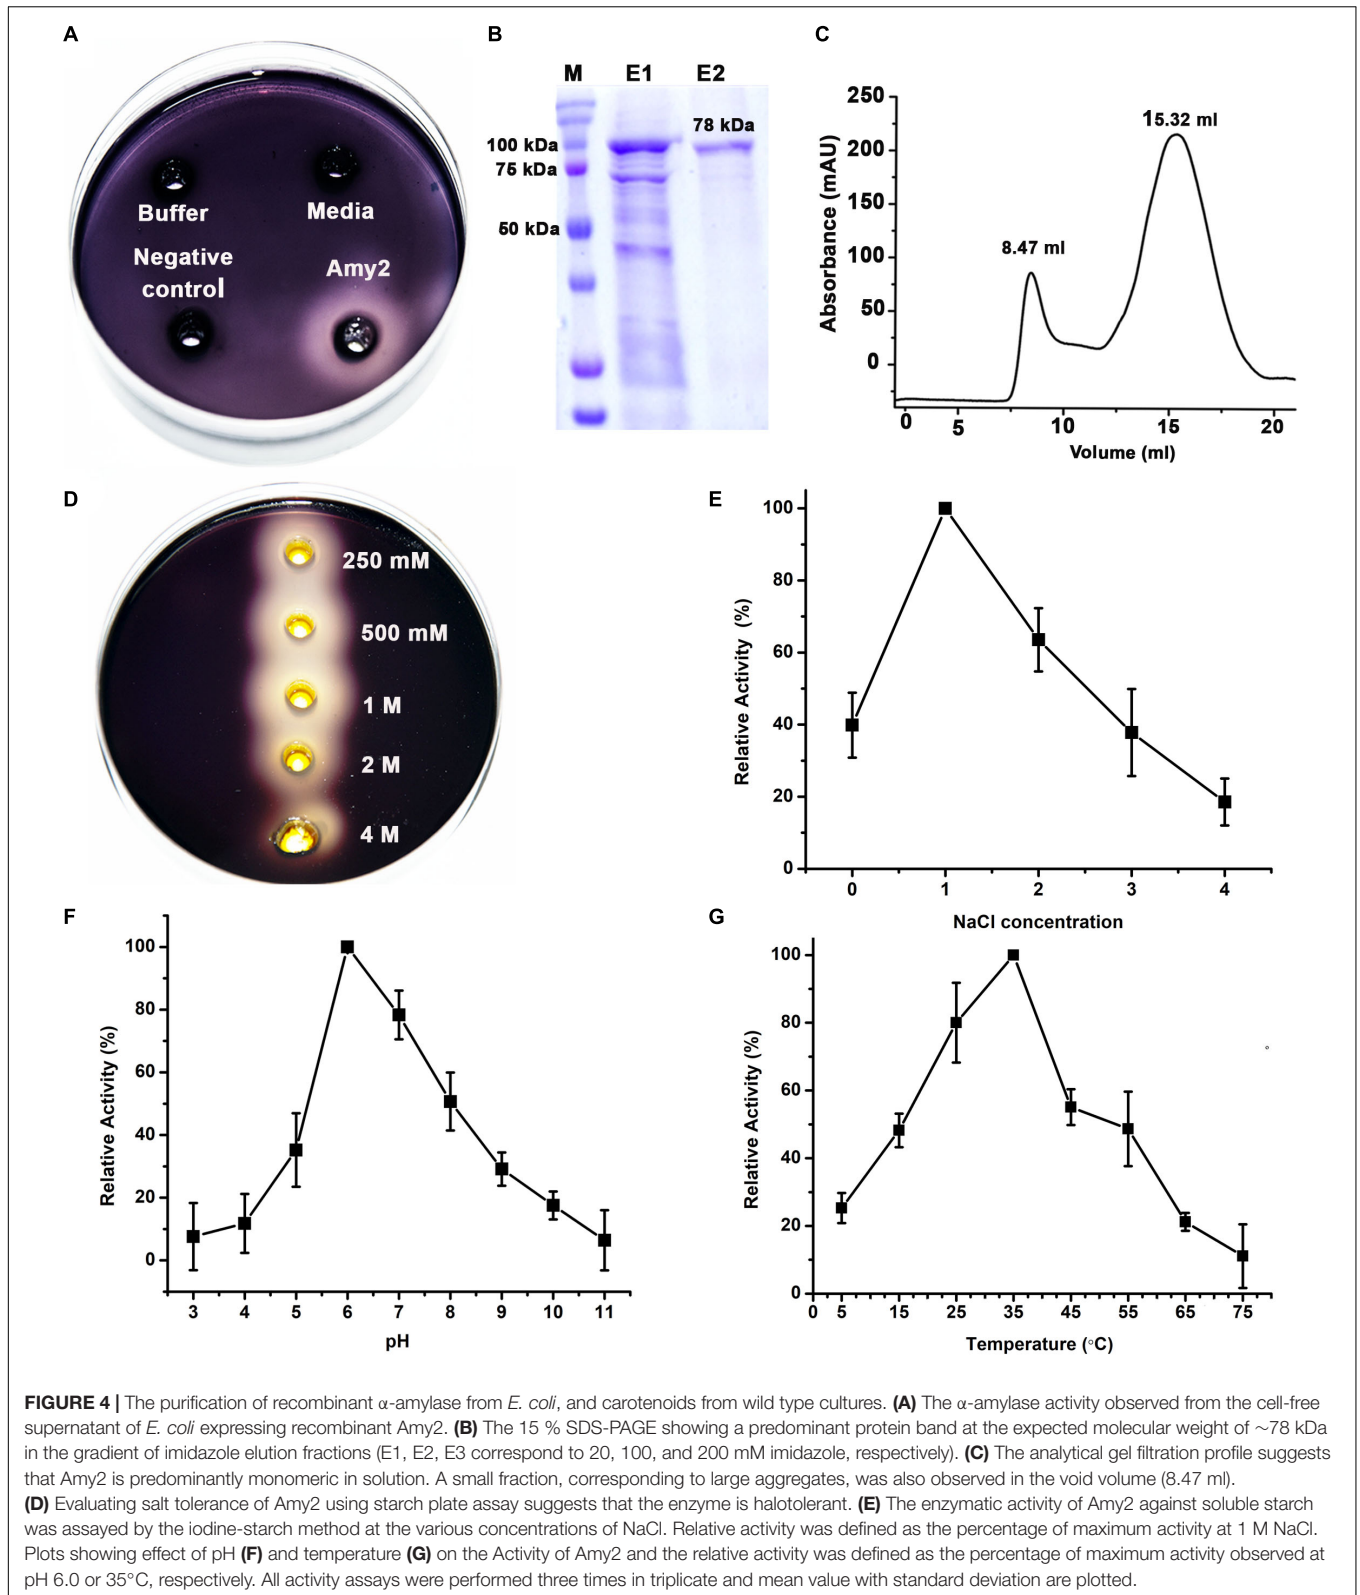 A
Buffer
Media
Negative
control
Amy2
B
M E1 E2
78 kDa
100 kDa
75 kDa
50 kDa
C
250
200
150
100
50
0
Absorbance (mAU)
8.47 ml
15.32 ml
0 5 10 15 20
Volume (ml)
D
250 mM
500 mM
1 M
2 M
4 M
E
100
80
60
40
20
0
Relative Activity (%)
0 1 2 3 4
NaCl concentration
F
100
80
60
40
20
0
Relative Activity (%)
3 4 5 6 7 8 9 10 11
pH
G
100
80
60
40
20
0
Relative Activity (%)
0 5 15 25 35 45 55 65 75
Temperature (°C)
FIGURE 4 | The purification of recombinant α-amylase from E. coli, and carotenoids from wild type cultures. (A) The α-amylase activity observed from the cell-free
supernatant of E. coli expressing recombinant Amy2. (B) The 15 % SDS-PAGE showing a predominant protein band at the expected molecular weight of ∼78 kDa
in the gradient of imidazole elution fractions (E1, E2, E3 correspond to 20, 100, and 200 mM imidazole, respectively). (C) The analytical gel filtration profile suggests
that Amy2 is predominantly monomeric in solution. A small fraction, corresponding to large aggregates, was also observed in the void volume (8.47 ml).
(D) Evaluating salt tolerance of Amy2 using starch plate assay suggests that the enzyme is halotolerant. (E) The enzymatic activity of Amy2 against soluble starch
was assayed by the iodine-starch method at the various concentrations of NaCl. Relative activity was defined as the percentage of maximum activity at 1 M NaCl.
Plots showing effect of pH (F) and temperature (G) on the Activity of Amy2 and the relative activity was defined as the percentage of maximum activity observed at
pH 6.0 or 35°C, respectively. All activity assays were performed three times in triplicate and mean value with standard deviation are plotted.